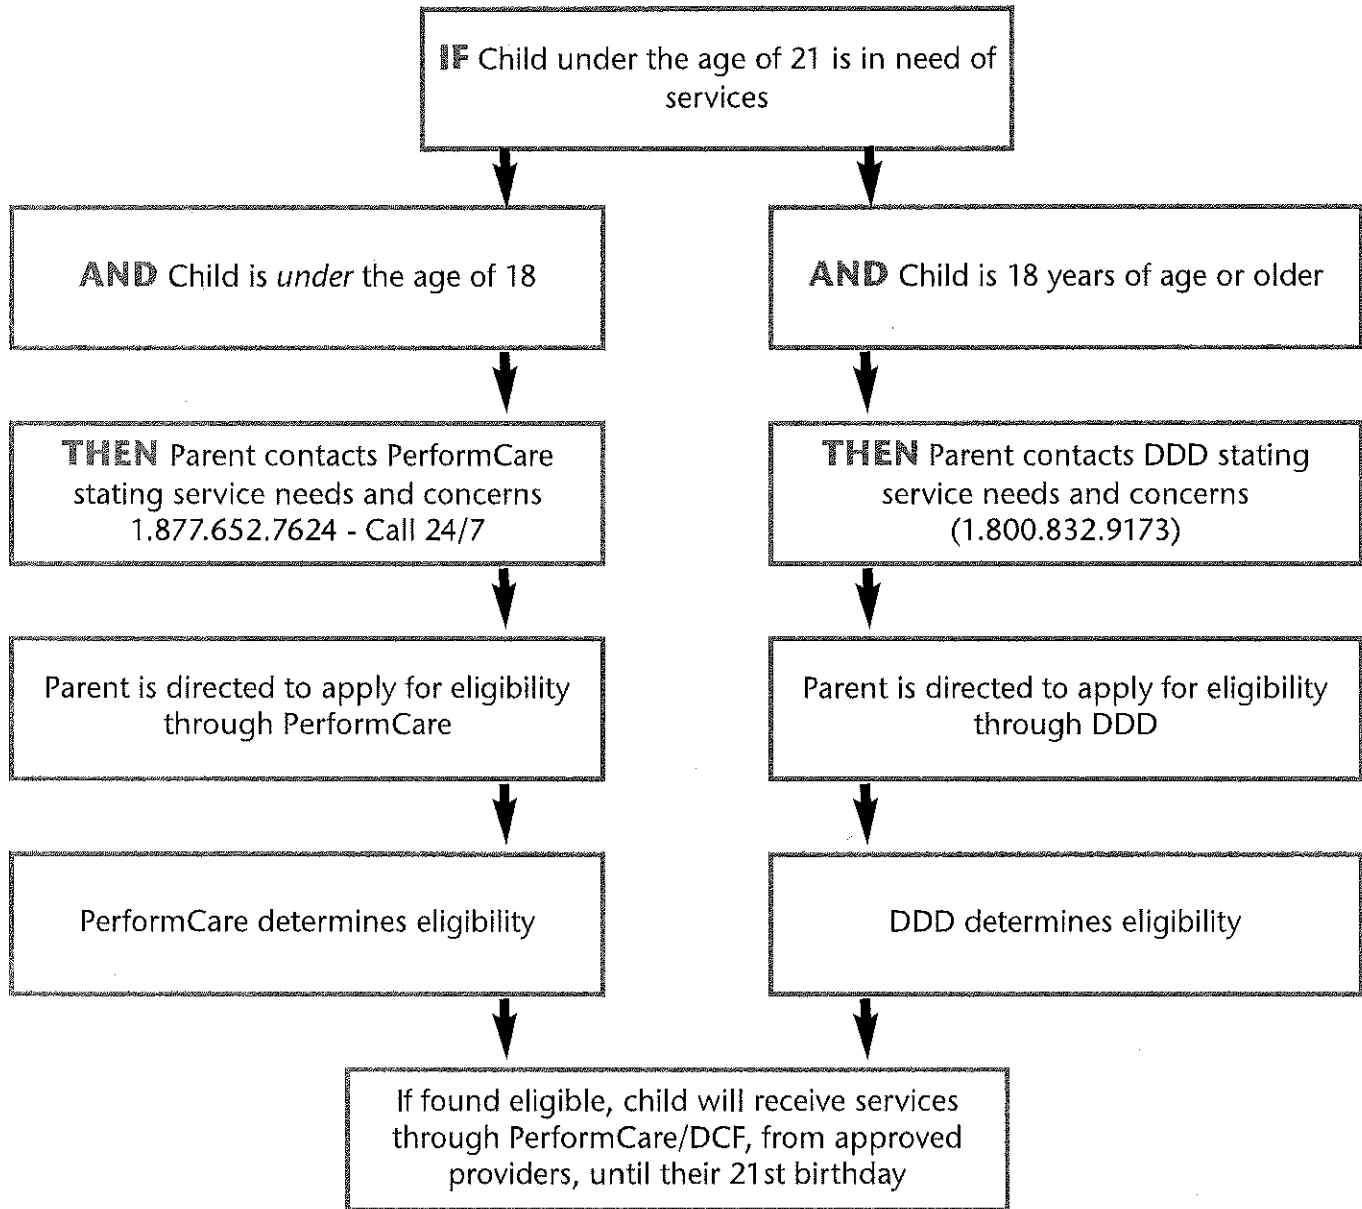 IF Child under the age of 21 is in need of
services
AND Child is under the age of 18
AND Child is 18 years of age or older
THEN Parent contacts PerformCare
stating service needs and concerns
1.877.652.7624 - Call 24/7
THEN Parent contacts DDD stating
service needs and concerns
(1.800.832.9173)
Parent is directed to apply for eligibility
through PerformCare
Parent is directed to apply for eligibility
through DDD
PerformCare determines eligibility
DDD determines eligibility
If found eligible, child will receive services
through PerformCare/DCF, from approved
providers, until their 21st birthday